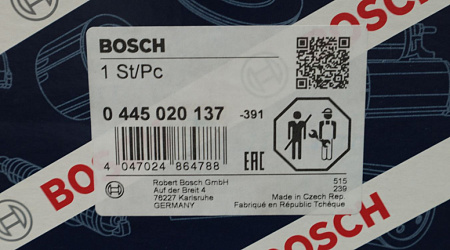 BOSCH
1 St/Pc
0 445 020 137 -391
4 047024 864788
EAC
Robert Bosch GmbH
Auf der Breit 4
76227 Karlsruhe
GERMANY
515
239
Made in Czech Rep.
Fabriqué en République Tchèque
BOSCH
BOSCH
BOSCH